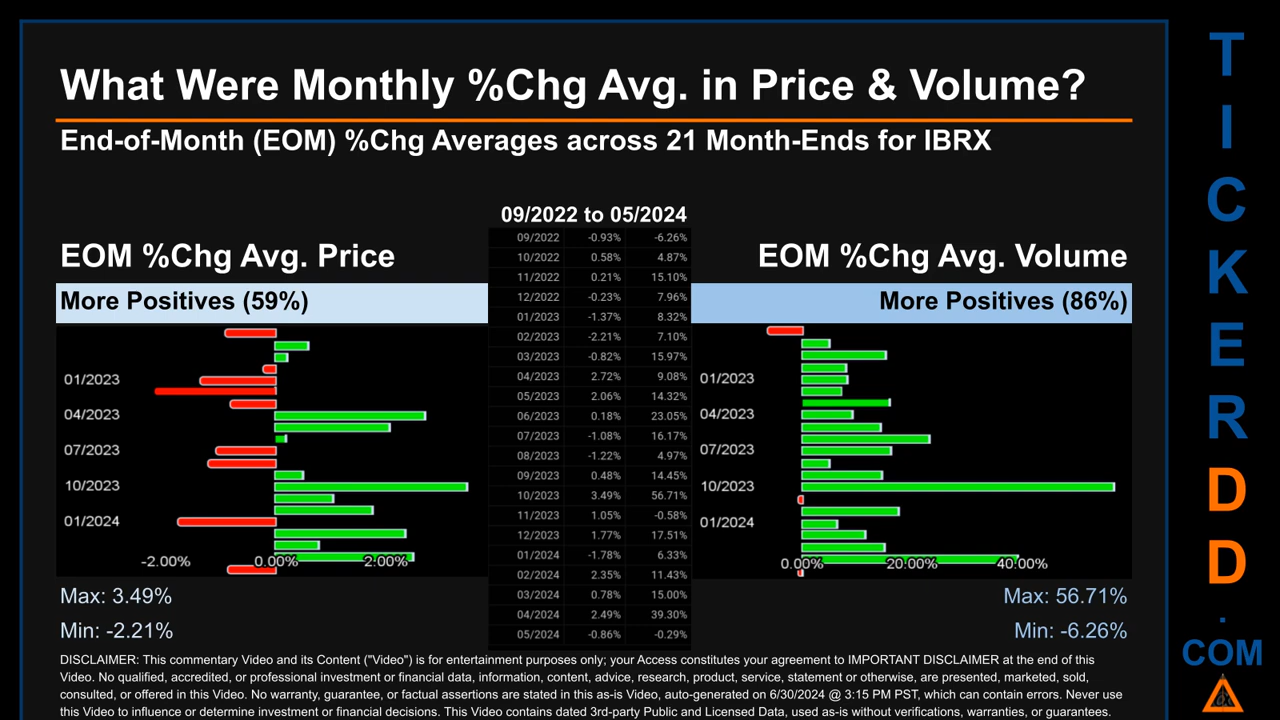 What Were Monthly %Chg Avg. in Price & Volume?
End-of-Month (EOM) %Chg Averages across 21 Month-Ends for IBRX
09/2022 to 05/2024
EOM %Chg Avg. Price
EOM %Chg Avg. Volume
More Positives (59%)
More Positives (86%)
09/2022 -0.93% -6.26%
10/2022 0.58% 4.87%
11/2022 0.21% 15.10%
12/2022 -0.23% 7.96%
01/2023 -1.37% 8.32%
02/2023 -2.21% 7.10%
03/2023 -0.82% 15.97%
04/2023 2.72% 9.08%
05/2023 2.06% 14.32%
06/2023 0.18% 23.05%
07/2023 -1.08% 16.17%
08/2023 -1.22% 4.97%
09/2023 0.48% 14.45%
10/2023 3.49% 56.71%
11/2023 1.05% -0.58%
12/2023 1.77% 17.51%
01/2024 -1.78% 6.33%
02/2024 2.35% 11.43%
03/2024 0.78% 15.00%
04/2024 2.49% 39.30%
05/2024 -0.86% -0.29%
01/2023
04/2023
07/2023
10/2023
01/2024
-2.00% 0.00% 2.00%
01/2023
04/2023
07/2023
10/2023
01/2024
0.00% 20.00% 40.00%
Max: 3.49%
Min: -2.21%
Max: 56.71%
Min: -6.26%
DISCLAIMER: This commentary Video and its Content ("Video") is for entertainment purposes only; your Access constitutes your agreement to IMPORTANT DISCLAIMER at the end of this
Video. No qualified, accredited, or professional investment or financial data, information, content, advice, research, product, service, statement or otherwise, are presented, marketed, sold,
consulted, or offered in this Video. No warranty, guarantee, or factual assertions are stated in this as-is Video, auto-generated on 6/30/2024 @ 3:15 PM PST, which can contain errors. Never use
this Video to influence or determine investment or financial decisions. This Video contains dated 3rd-party Public and Licensed Data, used as-is without verifications, warranties, or guarantees.
T
I
C
K
E
R
D
D
.
COM